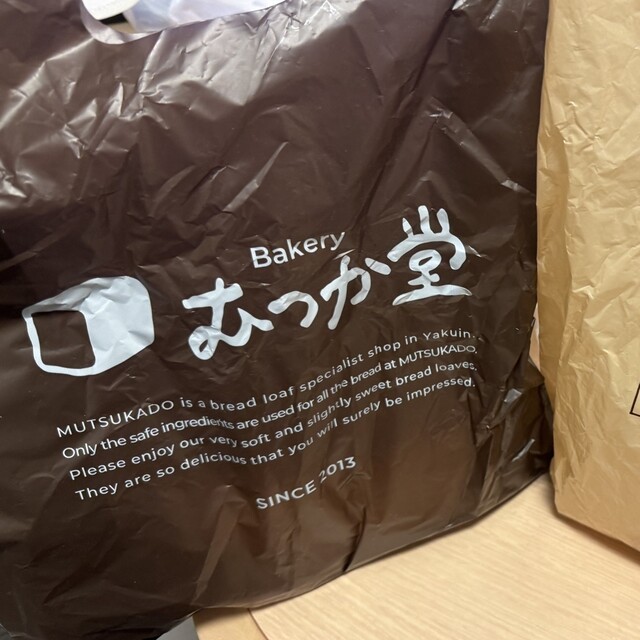 Bakery
むつか堂
MUTSUKADO is a bread loaf specialist shop in Yakuin.
Only the safe ingredients are used for all the bread at MUTSUKADO.
Please enjoy our very soft and slightly sweet bread loaves.
They are so delicious that you will surely be impressed.
SINCE 2013